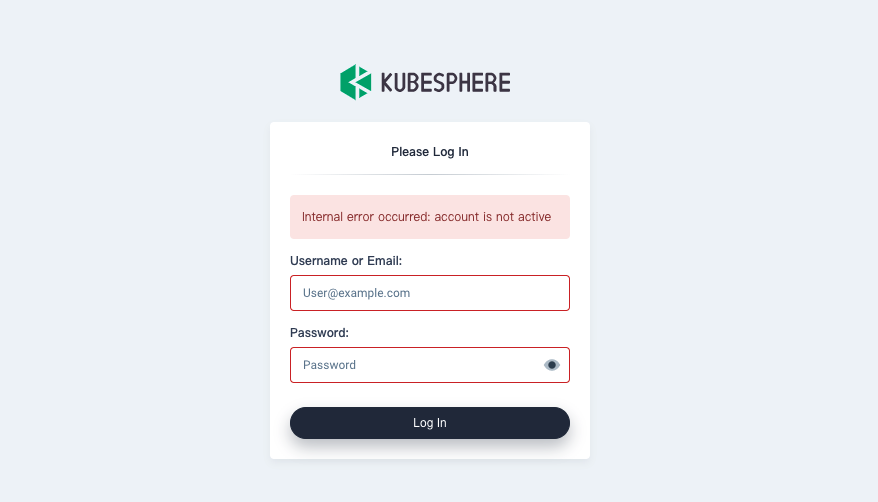 KUBESPHERE
Please Log In
Internal error occurred: account is not active
Username or Email:
User@example.com
Password:
Password
Log In